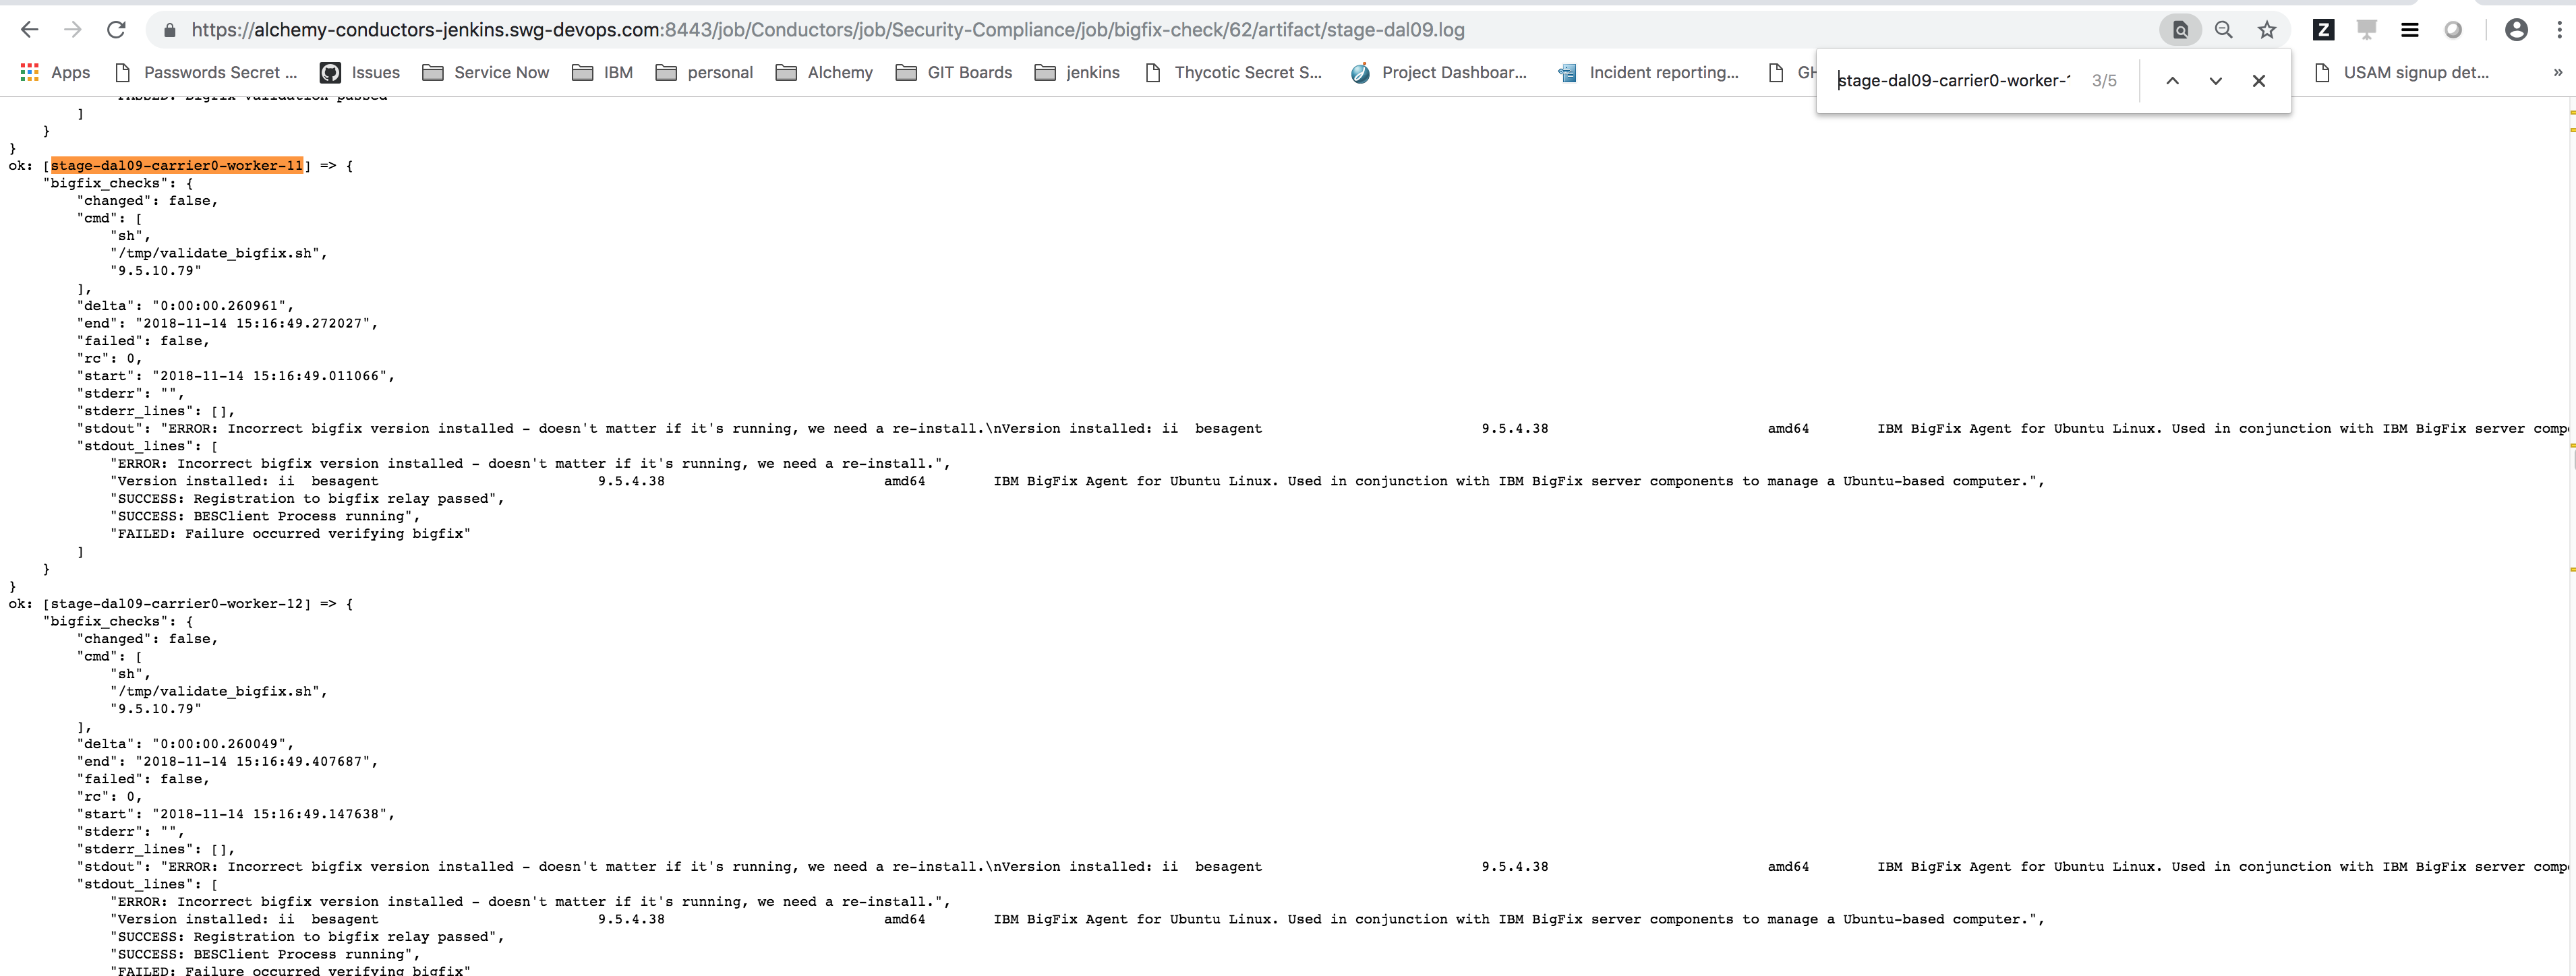 https://alchemy-conductors-jenkins.swg-devops.com:8443/job/Conductors/job/Security-Compliance/job/bigfix-check/62/artifact/stage-dal09.log
Apps Passwords Secret ... Issues Service Now IBM personal Alchemy GIT Boards jenkins Thycotic Secret S... Project Dashboar... Incident reporting... GH USAM signup det... »
stage-dal09-carrier0-worker-1 3/5
"PASSED: Bigfix validation passed"
]
}
}
ok: [stage-dal09-carrier0-worker-11] => {
"bigfix_checks": {
"changed": false,
"cmd": [
"sh",
"/tmp/validate_bigfix.sh",
"9.5.10.79"
],
"delta": "0:00:00.260961",
"end": "2018-11-14 15:16:49.272027",
"failed": false,
"rc": 0,
"start": "2018-11-14 15:16:49.011066",
"stderr": "",
"stderr_lines": [],
"stdout": "ERROR: Incorrect bigfix version installed - doesn't matter if it's running, we need a re-install.\nVersion installed: ii besagent 9.5.4.38 amd64 IBM BigFix Agent for Ubuntu Linux. Used in conjunction with IBM BigFix server comp
"stdout_lines": [
"ERROR: Incorrect bigfix version installed - doesn't matter if it's running, we need a re-install.",
"Version installed: ii besagent 9.5.4.38 amd64 IBM BigFix Agent for Ubuntu Linux. Used in conjunction with IBM BigFix server components to manage a Ubuntu-based computer.",
"SUCCESS: Registration to bigfix relay passed",
"SUCCESS: BESClient Process running",
"FAILED: Failure occurred verifying bigfix"
]
}
}
ok: [stage-dal09-carrier0-worker-12] => {
"bigfix_checks": {
"changed": false,
"cmd": [
"sh",
"/tmp/validate_bigfix.sh",
"9.5.10.79"
],
"delta": "0:00:00.260049",
"end": "2018-11-14 15:16:49.407687",
"failed": false,
"rc": 0,
"start": "2018-11-14 15:16:49.147638",
"stderr": "",
"stderr_lines": [],
"stdout": "ERROR: Incorrect bigfix version installed - doesn't matter if it's running, we need a re-install.\nVersion installed: ii besagent 9.5.4.38 amd64 IBM BigFix Agent for Ubuntu Linux. Used in conjunction with IBM BigFix server comp
"stdout_lines": [
"ERROR: Incorrect bigfix version installed - doesn't matter if it's running, we need a re-install.",
"Version installed: ii besagent 9.5.4.38 amd64 IBM BigFix Agent for Ubuntu Linux. Used in conjunction with IBM BigFix server components to manage a Ubuntu-based computer.",
"SUCCESS: Registration to bigfix relay passed",
"SUCCESS: BESClient Process running",
"FAILED: Failure occurred verifying bigfix"